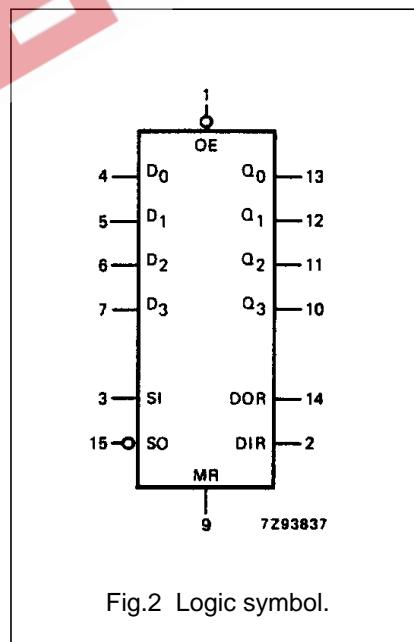 1
OE
4 D0 Q0 13
5 D1 Q1 12
6 D2 Q2 11
7 D3 Q3 10
3 SI DOR 14
15 SO DIR 2
MR
9 7Z93837
Fig.2 Logic symbol.